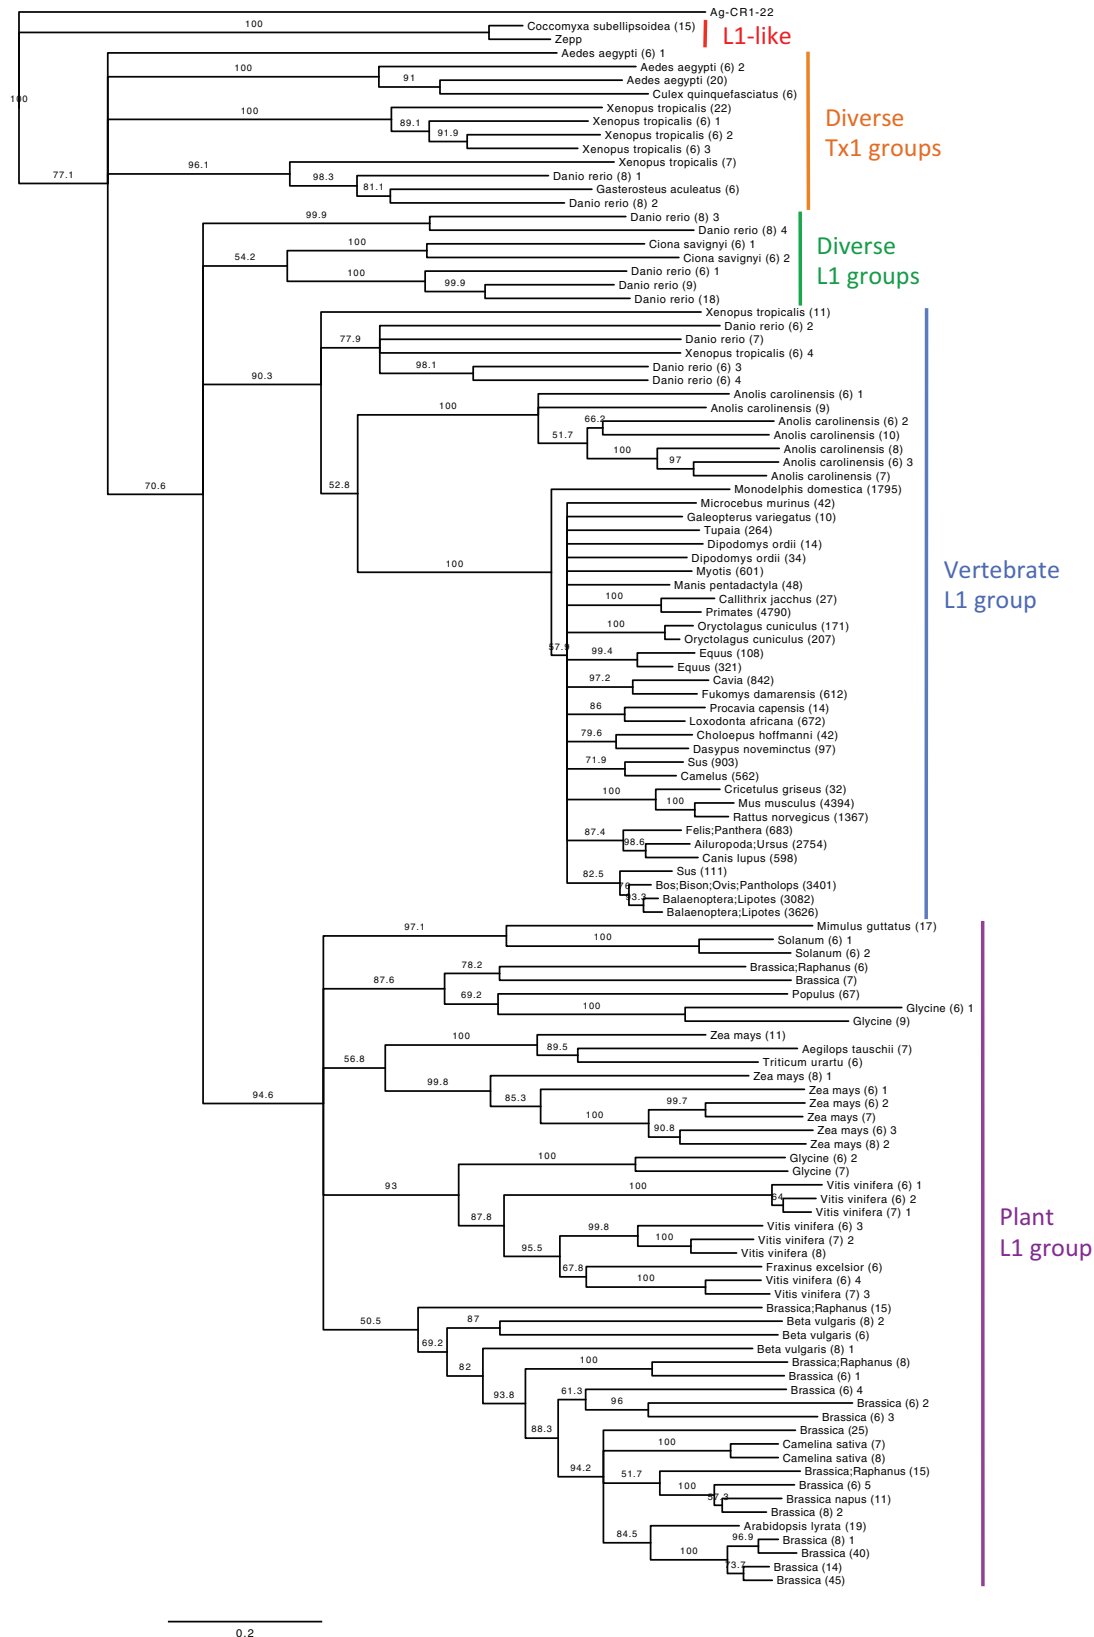 Ag-CR1-22
100
Coccomyxa subellipsoidea (15)
Zepp
L1-like
100
Aedes aegypti (6) 1
100
Aedes aegypti (6) 2
91
Aedes aegypti (20)
Culex quinquefasciatus (6)
100
Xenopus tropicalis (22)
89.1
Xenopus tropicalis (6) 1
91.9
Xenopus tropicalis (6) 2
Xenopus tropicalis (6) 3
Diverse
Tx1 groups
77.1
96.1
Xenopus tropicalis (7)
98.3
Danio rerio (8) 1
81.1
Gasterosteus aculeatus (6)
Danio rerio (8) 2
99.9
Danio rerio (8) 3
Danio rerio (8) 4
54.2
100
Ciona savignyi (6) 1
Ciona savignyi (6) 2
100
Danio rerio (6) 1
99.9
Danio rerio (9)
Danio rerio (18)
Diverse
L1 groups
70.6
90.3
Xenopus tropicalis (11)
77.9
Danio rerio (6) 2
Danio rerio (7)
Xenopus tropicalis (6) 4
98.1
Danio rerio (6) 3
Danio rerio (6) 4
52.8
100
Anolis carolinensis (6) 1
Anolis carolinensis (9)
51.7
66.2
Anolis carolinensis (6) 2
Anolis carolinensis (10)
100
Anolis carolinensis (8)
97
Anolis carolinensis (6) 3
Anolis carolinensis (7)
100
Monodelphis domestica (1795)
57.9
Microcebus murinus (42)
Galeopterus variegatus (10)
Tupaia (264)
Dipodomys ordii (14)
Dipodomys ordii (34)
Myotis (601)
Manis pentadactyla (48)
100
Callithrix jacchus (27)
Primates (4790)
100
Oryctolagus cuniculus (171)
Oryctolagus cuniculus (207)
99.4
Equus (108)
Equus (321)
97.2
Cavia (842)
Fukomys damarensis (612)
86
Procavia capensis (14)
Loxodonta africana (672)
79.6
Choloepus hoffmanni (42)
Dasypus noveminctus (97)
71.9
Sus (903)
Camelus (562)
100
Cricetulus griseus (32)
100
Mus musculus (4394)
Rattus norvegicus (1367)
87.4
Felis;Panthera (683)
98.6
Ailuropoda;Ursus (2754)
Canis lupus (598)
82.5
Sus (111)
Bos;Bison;Ovis;Pantholops (3401)
93.3
Balaenoptera;Lipotes (3082)
Balaenoptera;Lipotes (3626)
Vertebrate
L1 group
94.6
97.1
Mimulus guttatus (17)
100
Solanum (6) 1
Solanum (6) 2
87.6
78.2
Brassica;Raphanus (6)
Brassica (7)
69.2
Populus (67)
100
Glycine (6) 1
Glycine (9)
56.8
100
Zea mays (11)
89.5
Aegilops tauschii (7)
Triticum urartu (6)
99.8
Zea mays (8) 1
85.3
Zea mays (6) 1
100
99.7
Zea mays (6) 2
Zea mays (7)
90.8
Zea mays (6) 3
Zea mays (8) 2
93
100
Glycine (6) 2
Glycine (7)
87.8
100
Vitis vinifera (6) 1
64
Vitis vinifera (6) 2
Vitis vinifera (7) 1
95.5
99.8
Vitis vinifera (6) 3
100
Vitis vinifera (7) 2
Vitis vinifera (8)
67.8
Fraxinus excelsior (6)
100
Vitis vinifera (6) 4
Vitis vinifera (7) 3
50.5
Brassica;Raphanus (15)
69.2
87
Beta vulgaris (8) 2
Beta vulgaris (6)
82
Beta vulgaris (8) 1
93.8
100
Brassica;Raphanus (8)
Brassica (6) 1
88.3
61.3
Brassica (6) 4
96
Brassica (6) 2
Brassica (6) 3
94.2
Brassica (25)
100
Camelina sativa (7)
Camelina sativa (8)
51.7
Brassica;Raphanus (15)
100
Brassica (6) 5
57.3
Brassica napus (11)
Brassica (8) 2
84.5
Arabidopsis lyrata (19)
100
96.9
Brassica (8) 1
Brassica (40)
73.7
Brassica (14)
Brassica (45)
Plant
L1 group
0.2